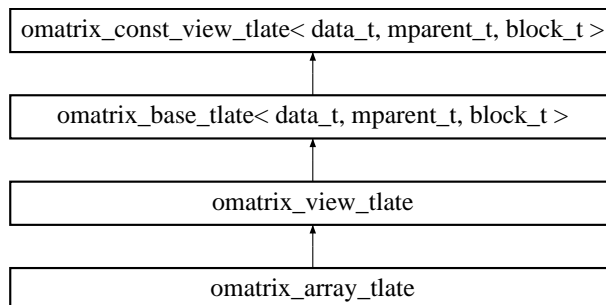 omatrix_const_view_tlate< data_t, mparent_t, block_t >
omatrix_base_tlate< data_t, mparent_t, block_t >
omatrix_view_tlate
omatrix_array_tlate